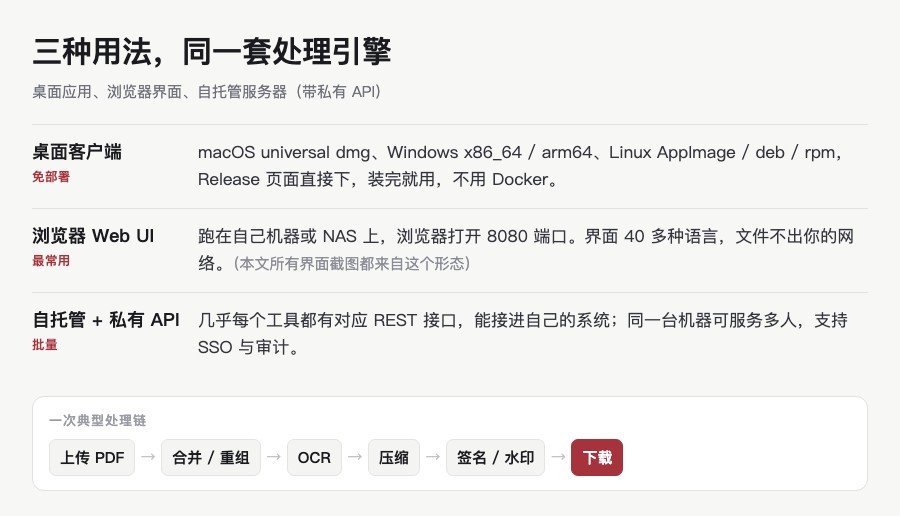 三种用法，同一套处理引擎
桌面应用、浏览器界面、自托管服务器（带私有 API）
桌面客户端
免部署
macOS universal dmg、Windows x86_64 / arm64、Linux AppImage / deb / rpm，
Release 页面直接下，装完就用，不用 Docker。
浏览器 Web UI
最常用
跑在自己机器或 NAS 上，浏览器打开 8080 端口。界面 40 多种语言，文件不出你的网
络。（本文所有界面截图都来自这个形态）
自托管 + 私有 API
批量
几乎每个工具都有对应 REST 接口，能接进自己的系统；同一台机器可服务多人，支持
SSO 与审计。
一次典型处理链
上传 PDF → 合并 / 重组 → OCR → 压缩 → 签名 / 水印 → 下载